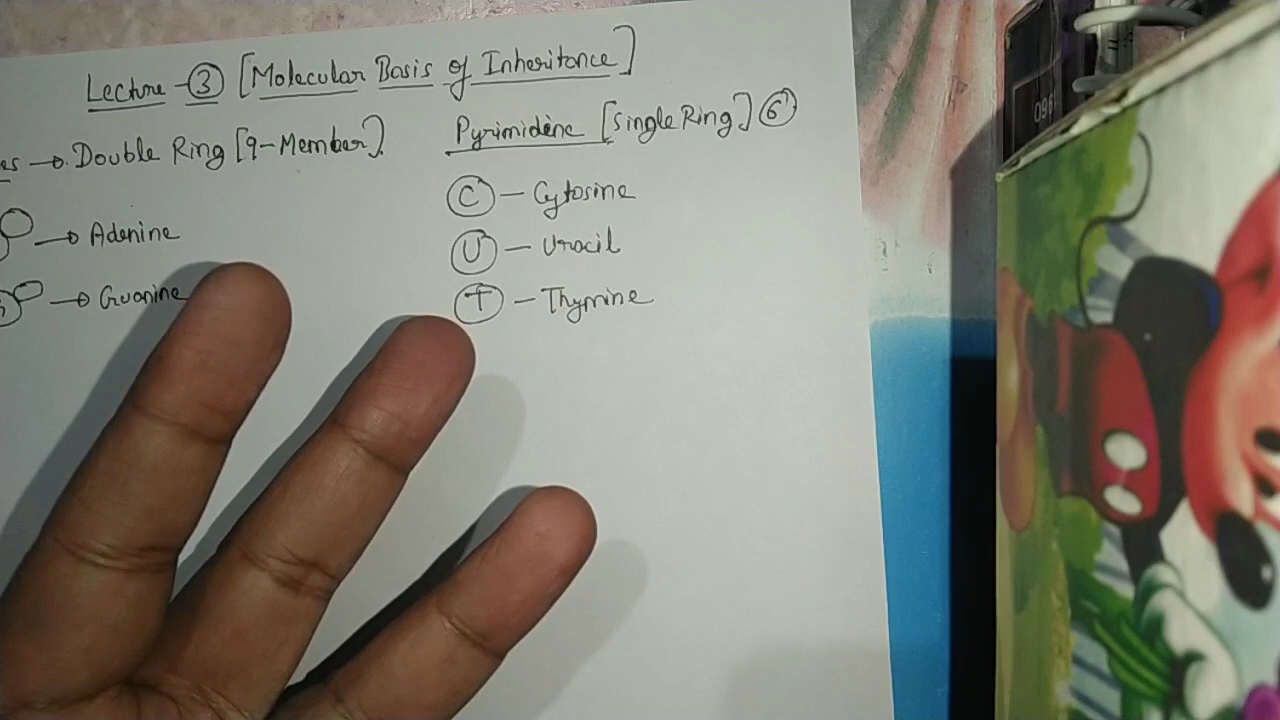 Lecture-③ [Molecular Basis of Inheritance]
es → Double Ring [9-Member]
Pyrimidine [Single Ring] ⑥
→ Adenine
→ Guanine
Ⓒ - Cytosine
Ⓤ - Uracil
Ⓣ - Thymine